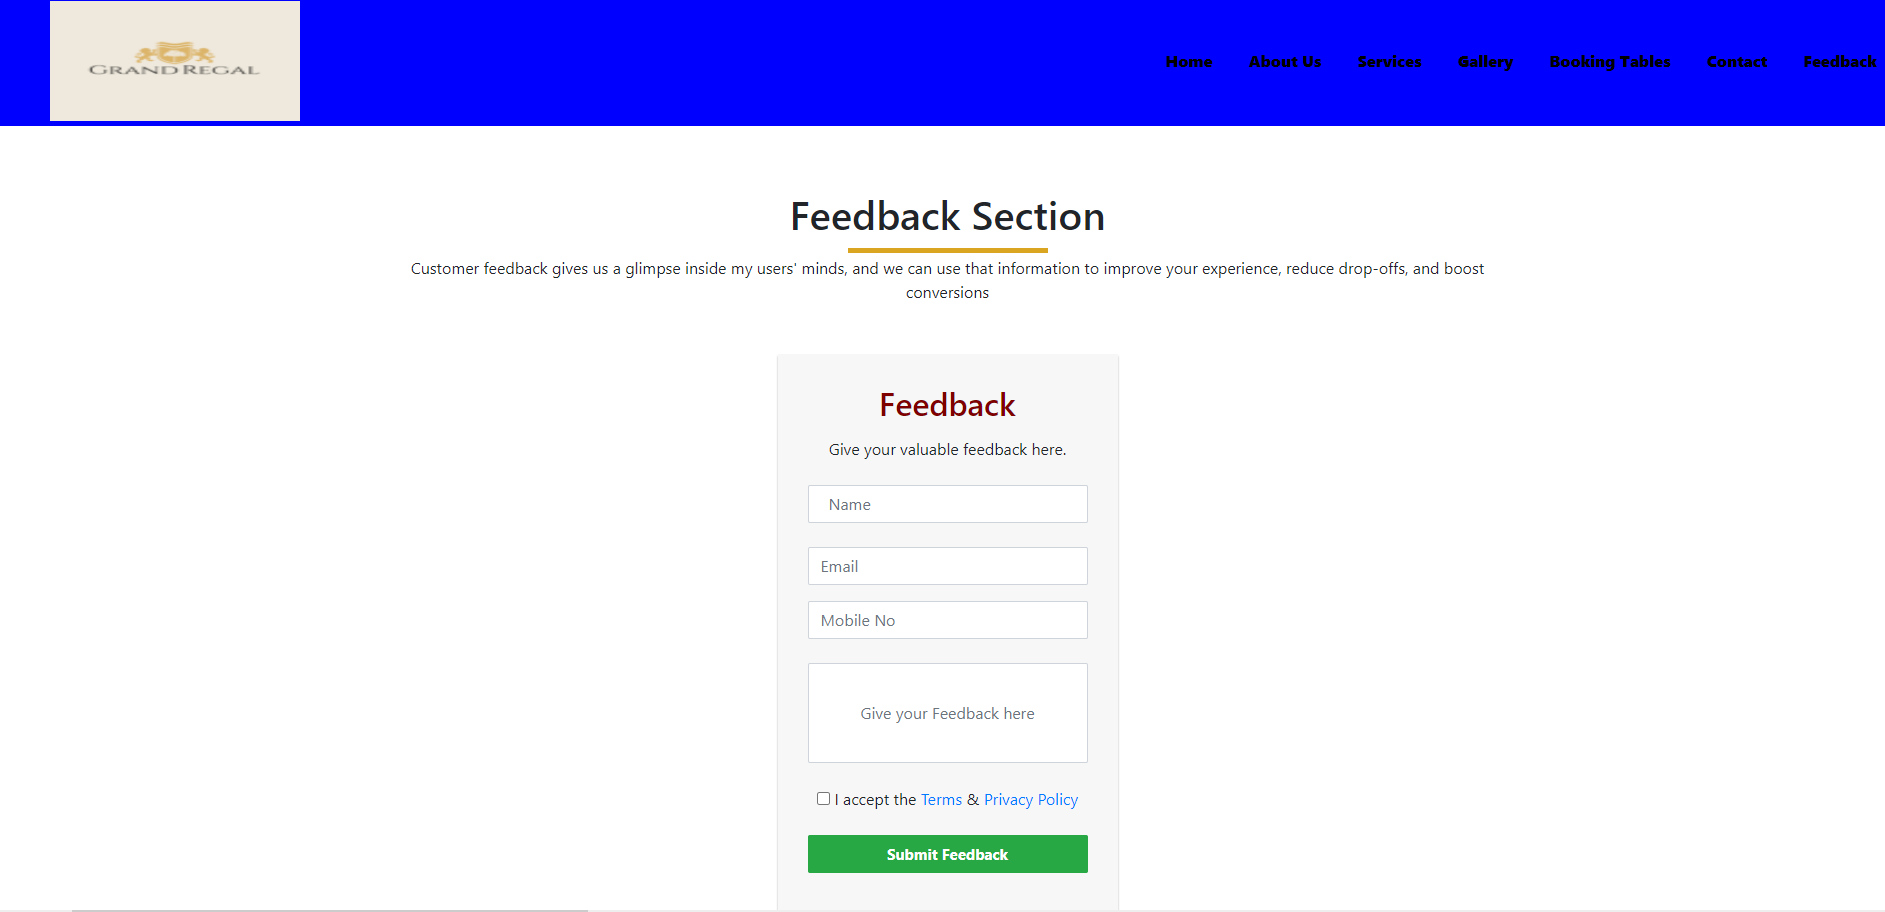 GRAND REGAL
Home About Us Services Gallery Booking Tables Contact Feedback
Feedback Section
Customer feedback gives us a glimpse inside my users' minds, and we can use that information to improve your experience, reduce drop-offs, and boost
conversions
Feedback
Give your valuable feedback here.
Name
Email
Mobile No
Give your Feedback here
I accept the Terms & Privacy Policy
Submit Feedback